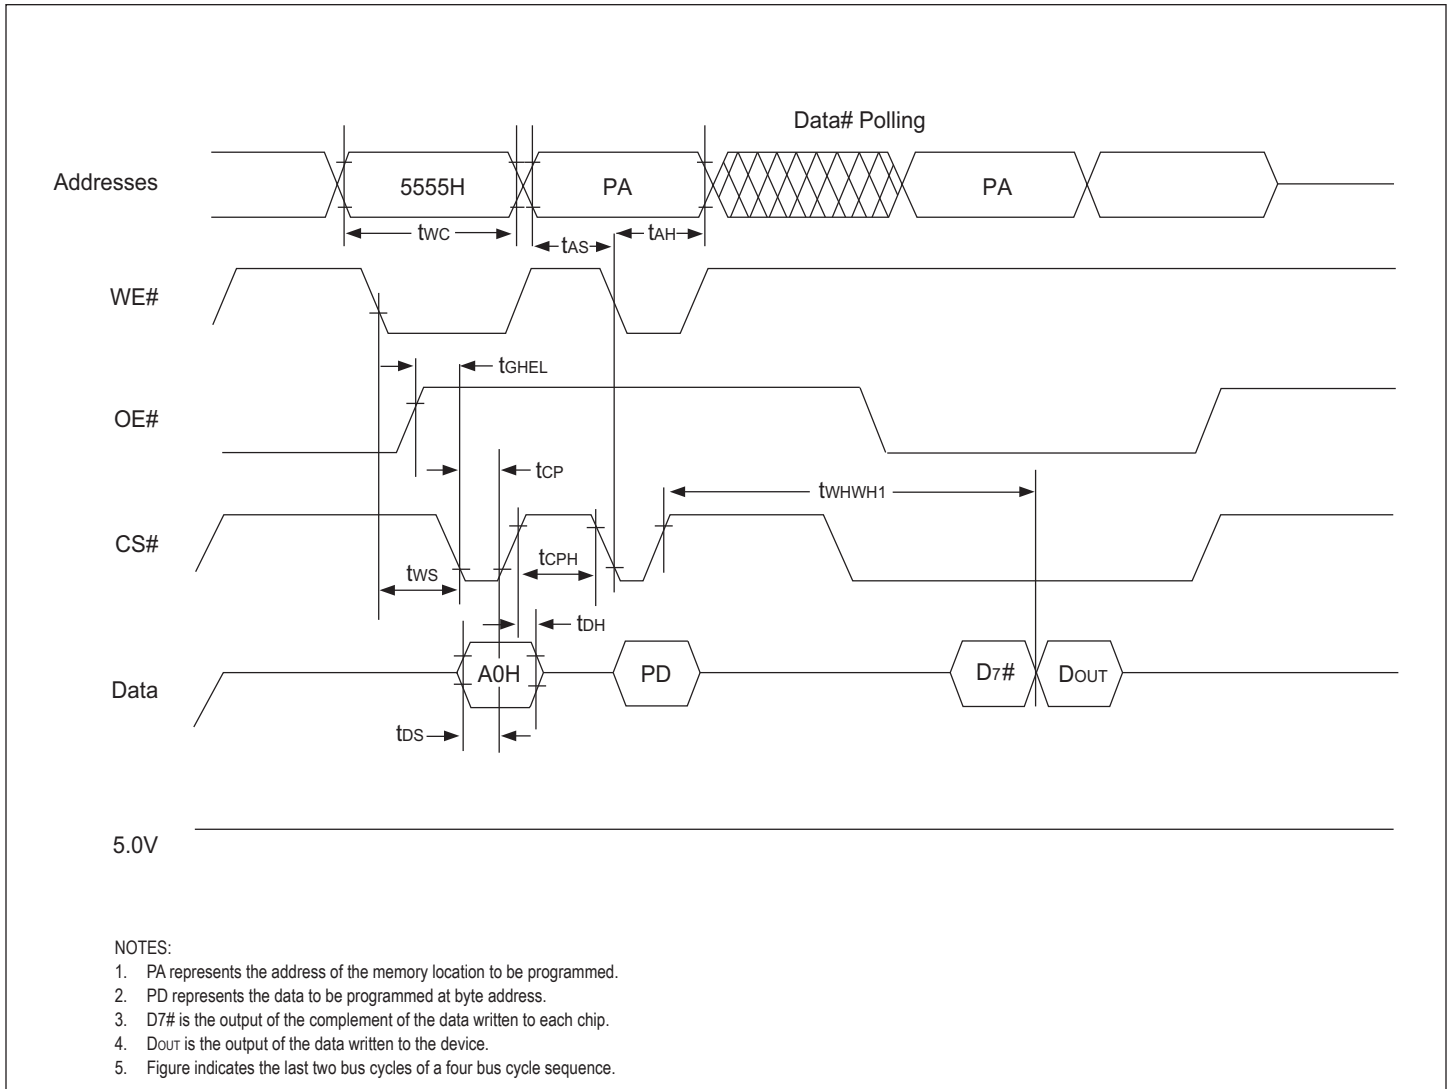 Data# Polling
Addresses
5555H
PA
PA
tWC
tAS
tAH
WE#
tGHEL
OE#
tCP
tWHWH1
CS#
tCPH
tWS
tDH
Data
A0H
PD
D7#
DOUT
tDS
5.0V
NOTES:
1. PA represents the address of the memory location to be programmed.
2. PD represents the data to be programmed at byte address.
3. D7# is the output of the complement of the data written to each chip.
4. DOUT is the output of the data written to the device.
5. Figure indicates the last two bus cycles of a four bus cycle sequence.